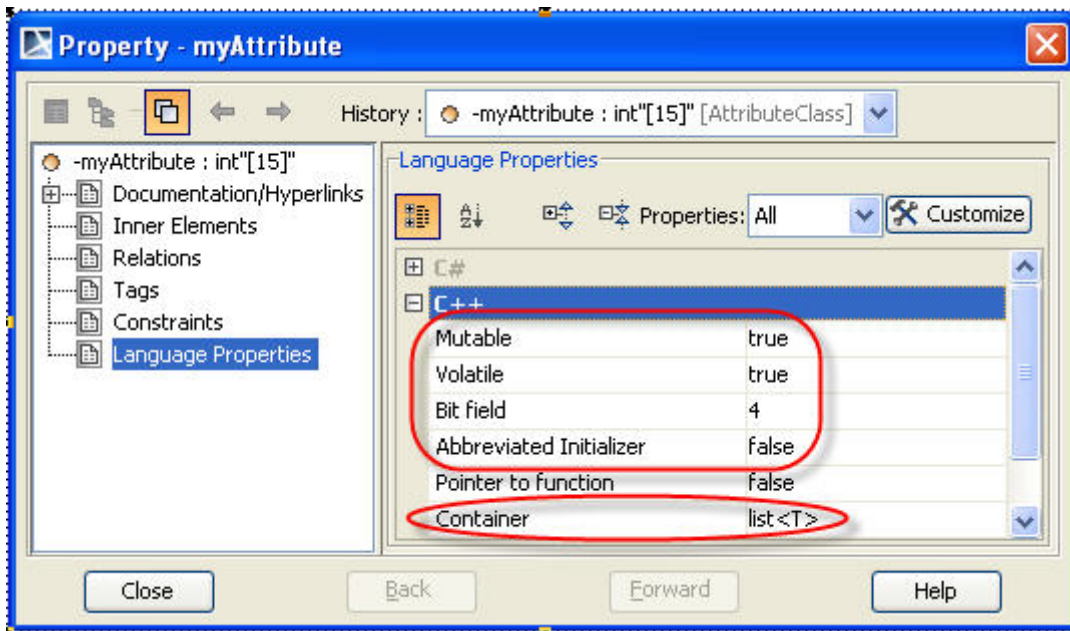 Property - myAttribute
History : -myAttribute : int"[15]" [AttributeClass]
-myAttribute : int"[15]"
Documentation/Hyperlinks
Inner Elements
Relations
Tags
Constraints
Language Properties
Language Properties
Properties: All Customize
C#
C++
Mutable true
Volatile true
Bit field 4
Abbreviated Initializer false
Pointer to function false
Container list<T>
Close Back Forward Help